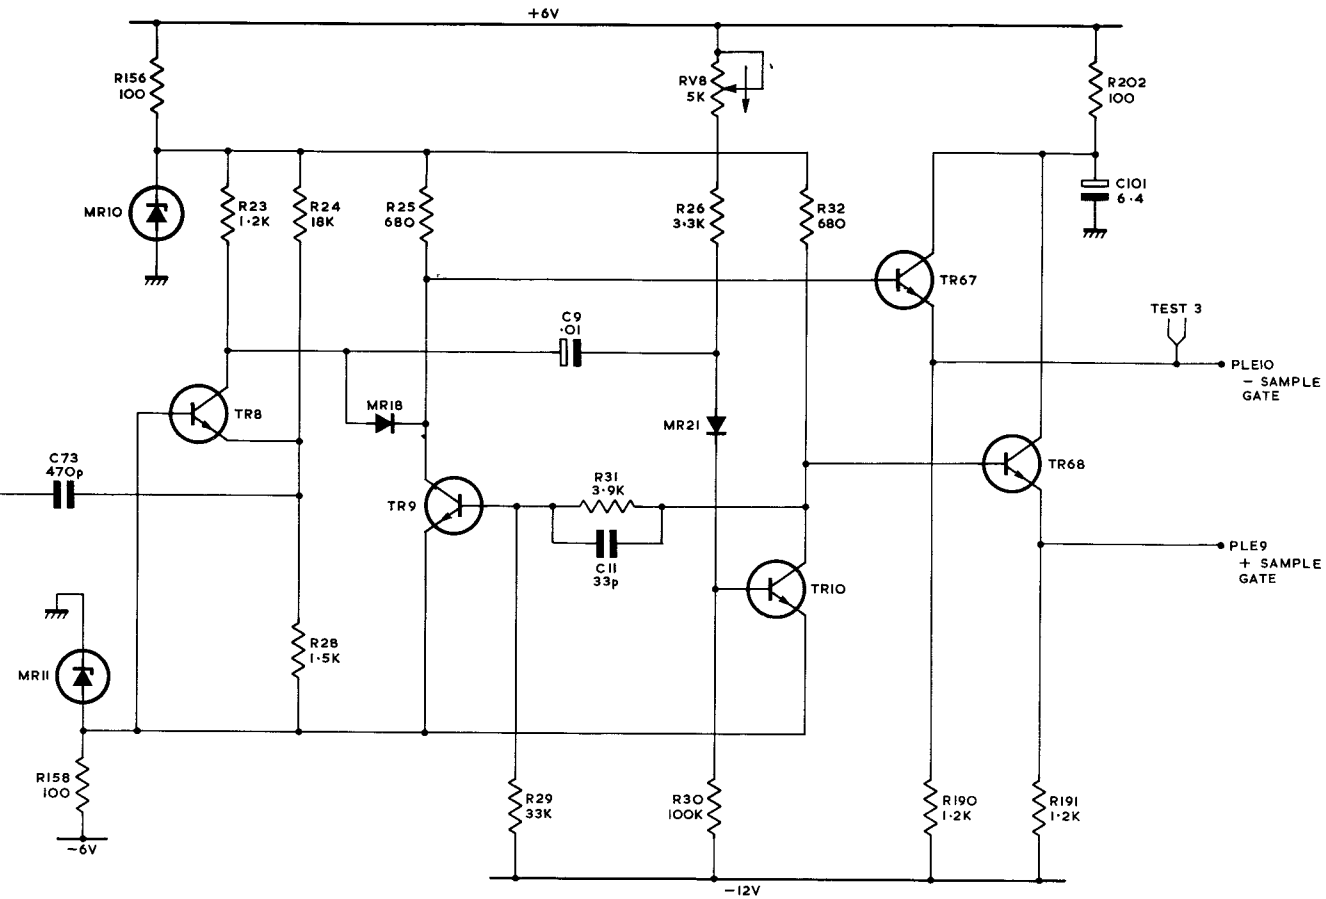 +6V
R156
100
RV8
5K
R202
100
MR10
R23
1·2K
R24
18K
R25
680
R26
3·3K
R32
680
C101
6·4
TR67
C9
·01
TEST 3
PLE10
− SAMPLE
GATE
TR8
MR18
MR21
C73
470p
TR68
R31
3·9K
TR9
C11
33p
PLE9
+ SAMPLE
GATE
TR10
R28
1·5K
MR11
R158
100
−6V
R29
33K
R30
100K
R190
1·2K
R191
1·2K
−12V